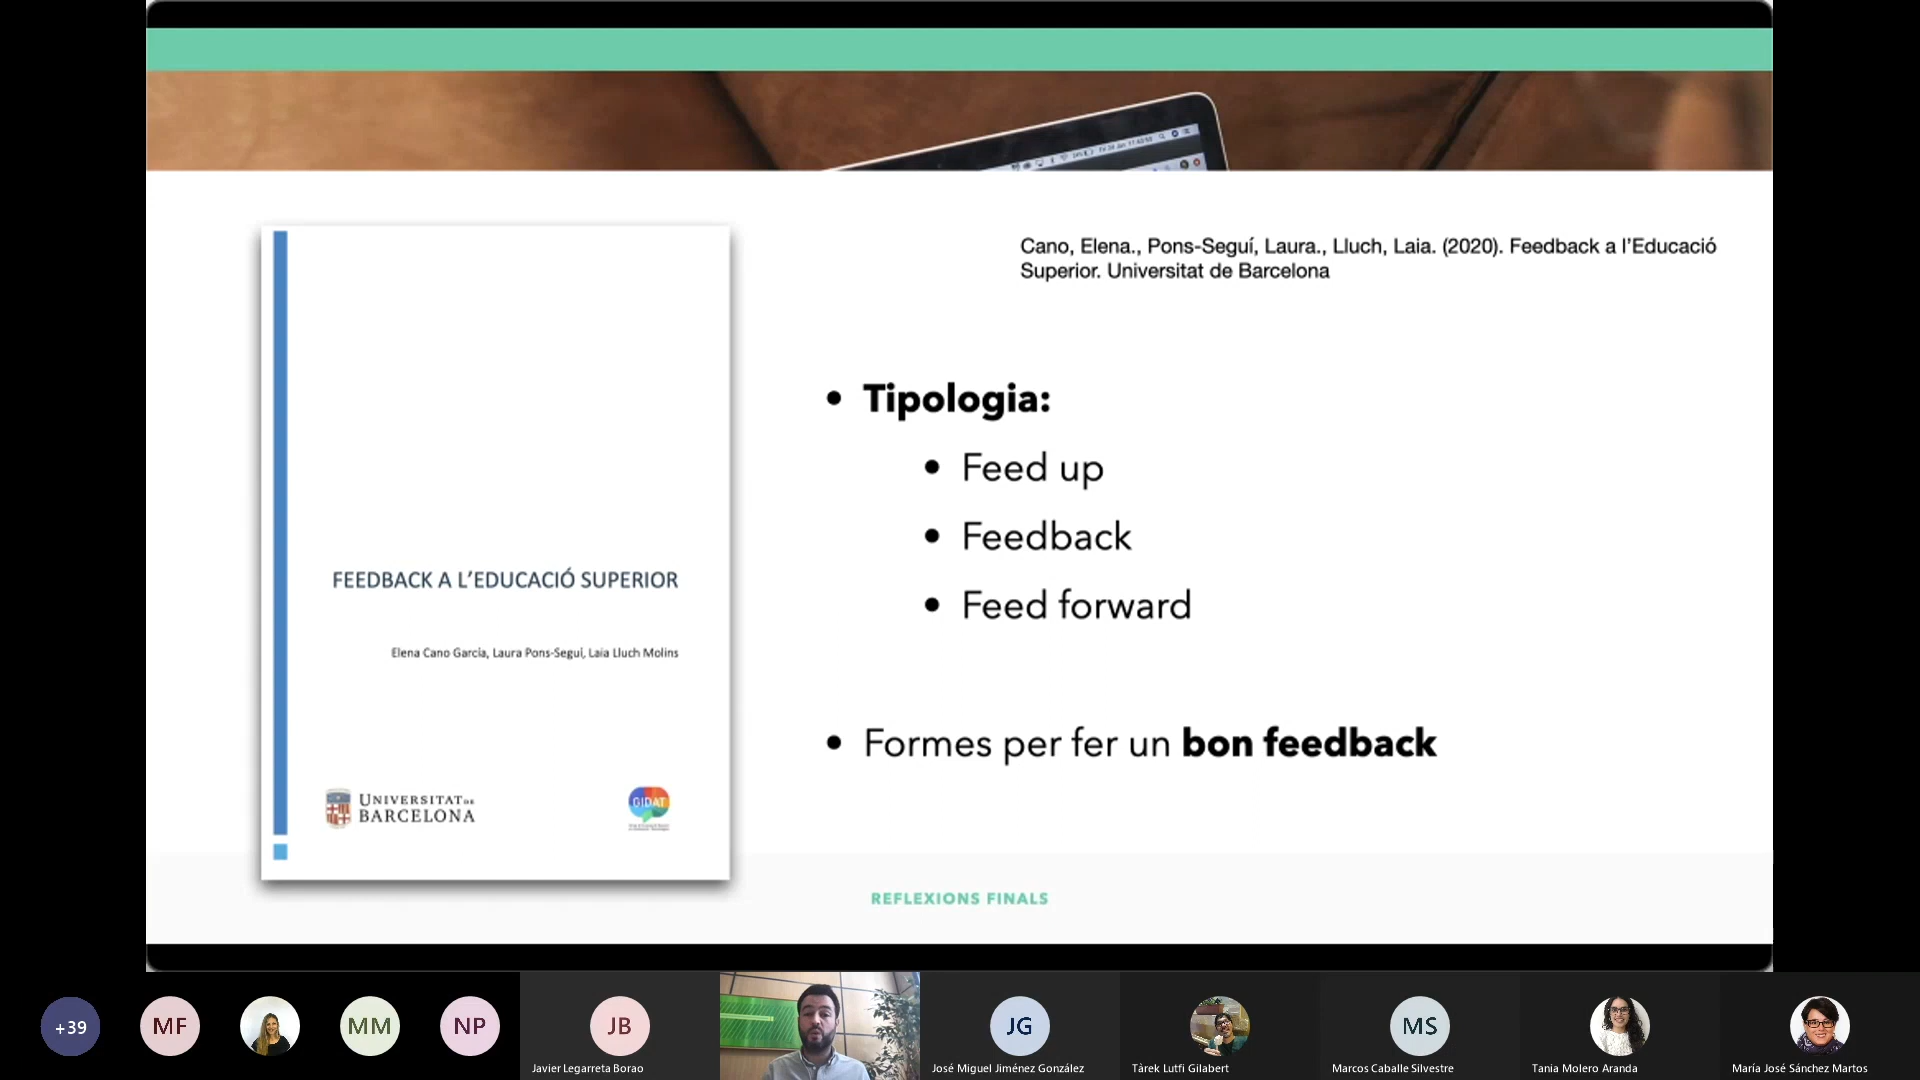 Cano, Elena., Pons-Seguí, Laura., Lluch, Laia. (2020). Feedback a l'Educació
Superior. Universitat de Barcelona
• Tipologia:
• Feed up
• Feedback
• Feed forward
• Formes per fer un bon feedback
FEEDBACK A L'EDUCACIÓ SUPERIOR
Elena Cano García, Laura Pons-Seguí, Laia Lluch Molins
UNIVERSITAT DE
BARCELONA
GIDAT
REFLEXIONS FINALS
+39
MF
MM
NP
JB
Javier Legarreta Borao
JG
José Miguel Jiménez González
Tàrek Lutfi Gilabert
MS
Marcos Caballe Silvestre
Tania Molero Aranda
María José Sánchez Martos